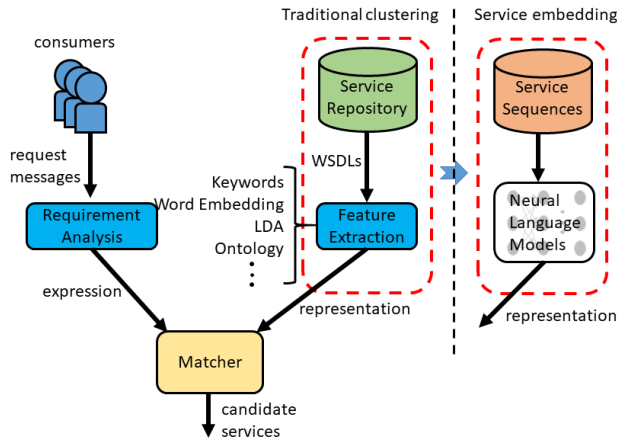 Traditional clustering
Service embedding
consumers
Service
Repository
Service
Sequences
request
messages
WSDLs
Keywords
Word Embedding
LDA
Ontology
Requirement
Analysis
Feature
Extraction
Neural
Language
Models
expression
representation
representation
Matcher
candidate
services